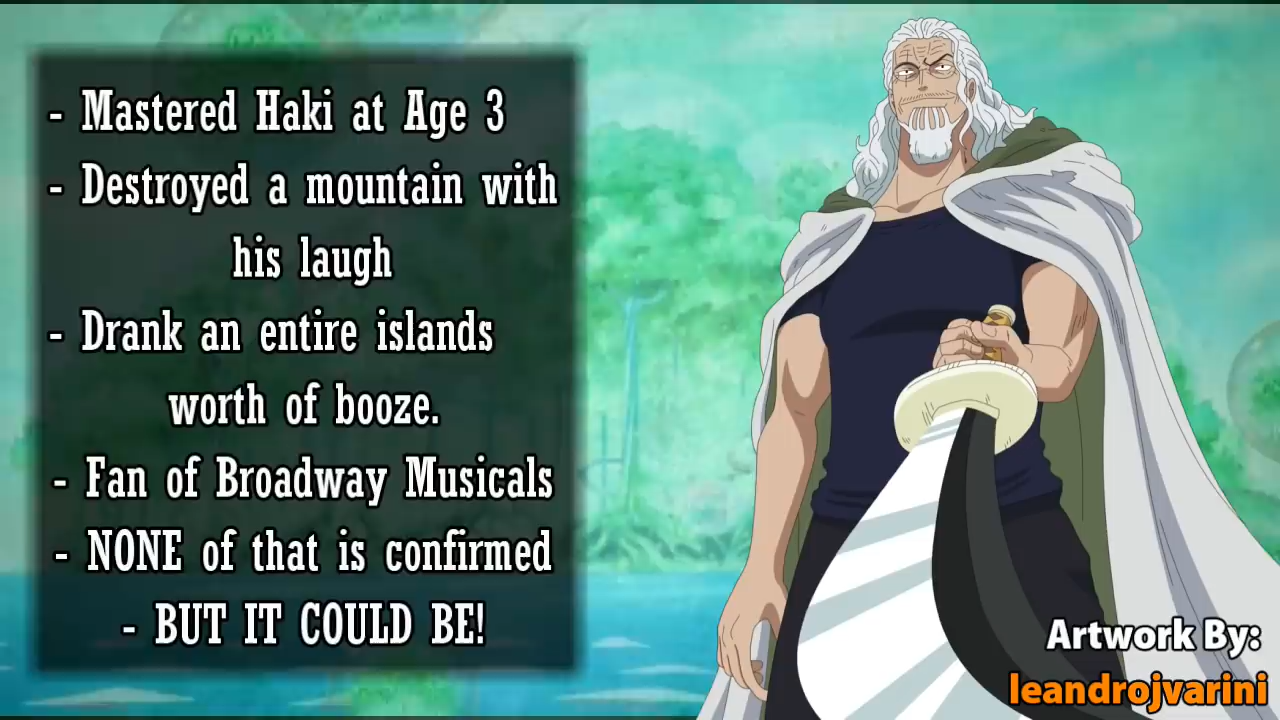 - Mastered Haki at Age 3
- Destroyed a mountain with
his laugh
- Drank an entire islands
worth of booze.
- Fan of Broadway Musicals
- NONE of that is confirmed
- BUT IT COULD BE!
Artwork By:
leandrojvarini